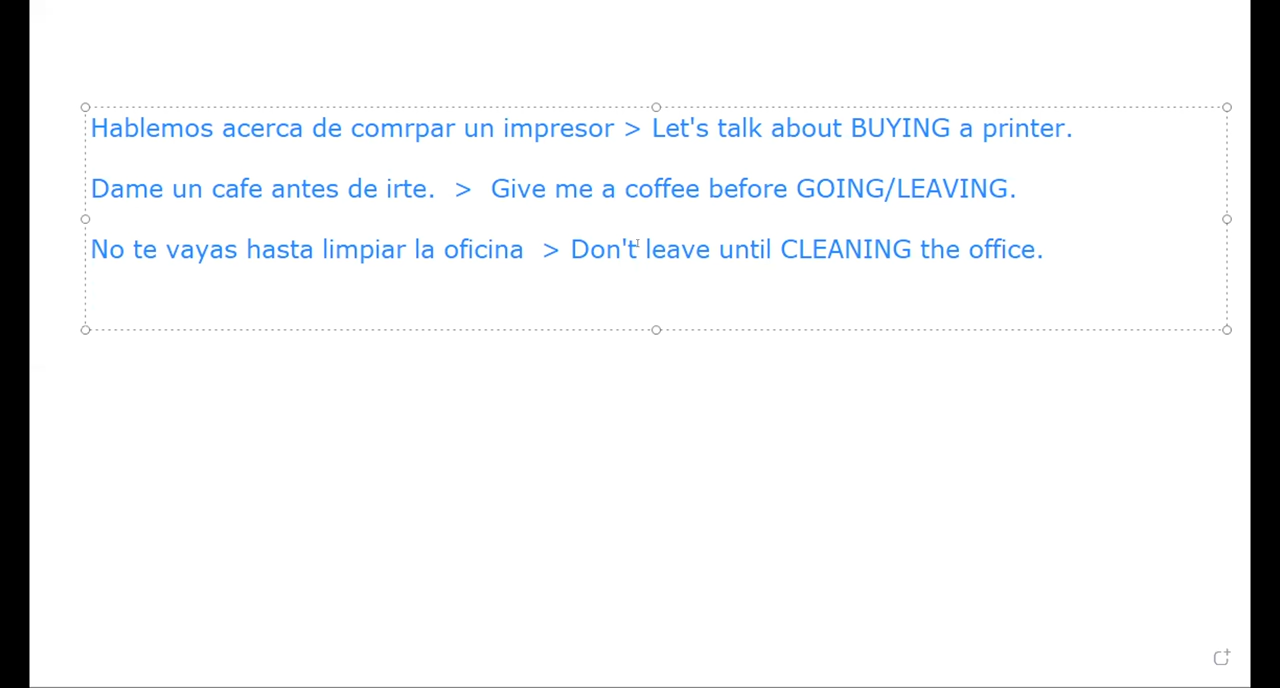 Hablemos acerca de comrpar un impresor > Let's talk about BUYING a printer.
Dame un cafe antes de irte. > Give me a coffee before GOING/LEAVING.
No te vayas hasta limpiar la oficina > Don't leave until CLEANING the office.